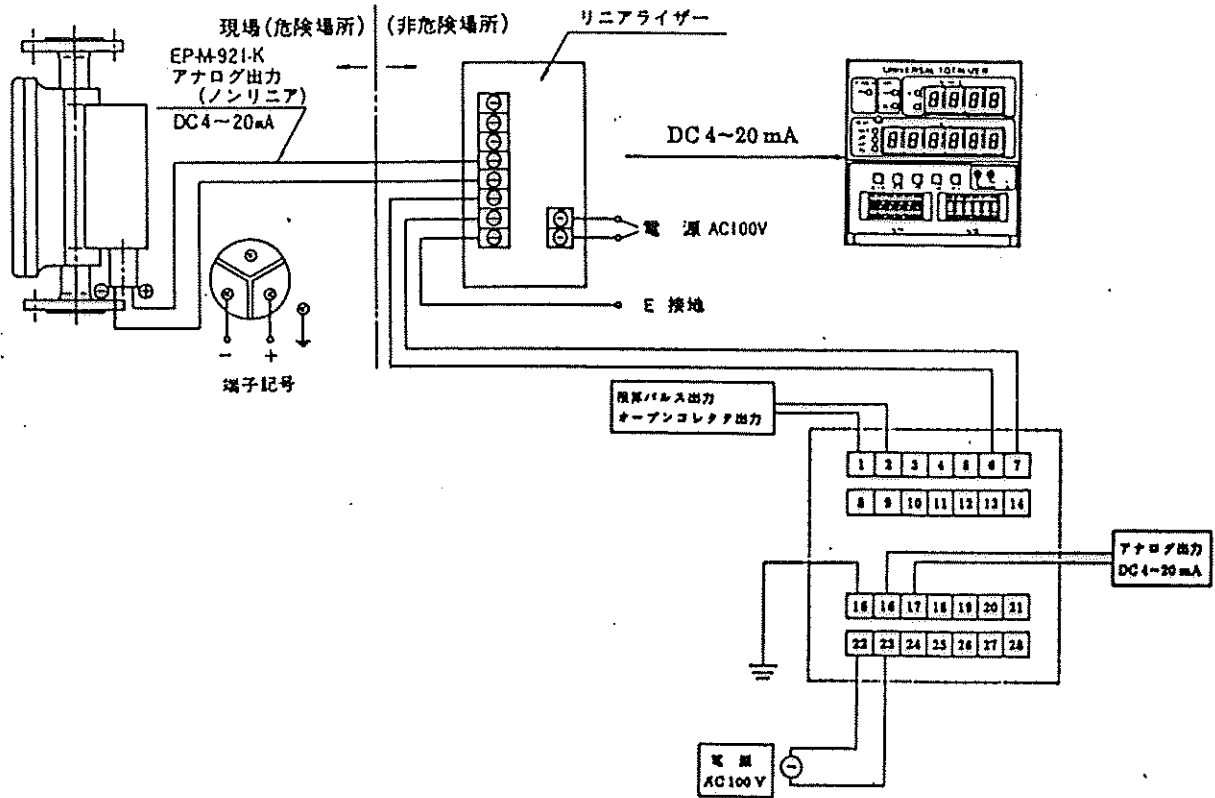 現場(危険場所)
(非危険場所)
リニアライザー
EP-M-921-K
アナログ出力
(ノンリニア)
DC4~20mA
UNIVERSAL
DC4~20mA
8888
888888
電 源 AC100V
E 接地
- +
端子記号
積算パルス出力
オープンコレクタ出力
1 2 3 4 5 6 7
8 9 10 11 12 13 14
アナログ出力
DC4~20mA
15 16 17 18 19 20 21
22 23 24 25 26 27 28
電 源
AC100V